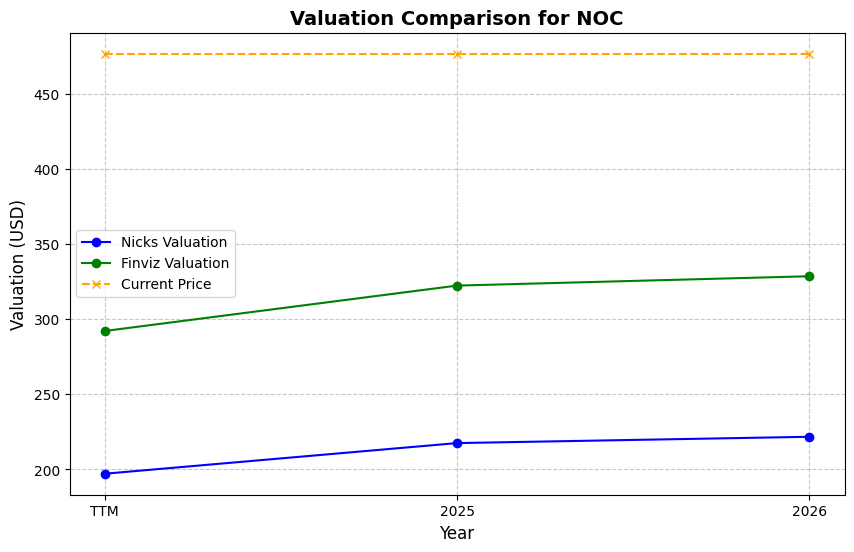 Valuation Comparison for NOC
Valuation (USD)
450
400
350
300
250
200
Nicks Valuation
Finviz Valuation
Current Price
TTM
2025
2026
Year